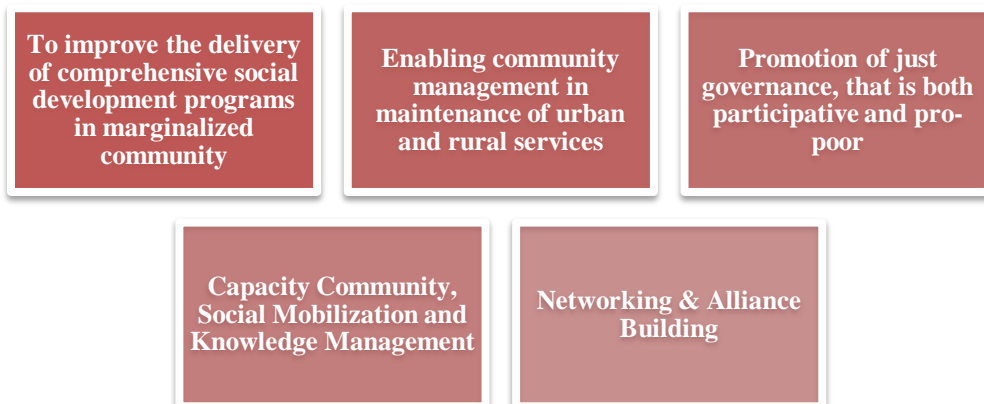 To improve the delivery
of comprehensive social
development programs
in marginalized
community
Enabling community
management in
maintenance of urban
and rural services
Promotion of just
governance, that is both
participative and pro-
poor
Capacity Community,
Social Mobilization and
Knowledge Management
Networking & Alliance
Building